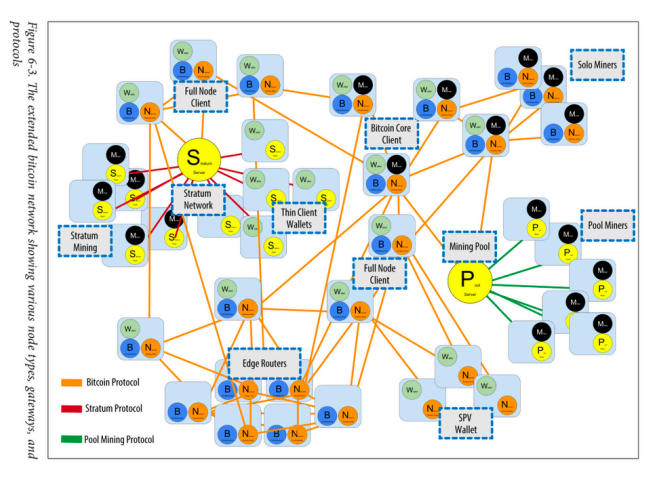 Figure 6-3. The extended bitcoin network showing various node types, gateways, and
protocols
W...
B N...
W...
B N...
Full Node
Client
W...
B N...
W... M...
B N...
M...
B N...
M...
B N...
M...
B N...
M...
B N...
Solo Miners
W... M...
B N...
Bitcoin Core
Client
W... M...
B N...
S tratum
Server
Stratum
Network
W...
S...
W...
S...
W...
S...
W...
S...
S...
Thin Client
Wallets
M...
S...
M...
S...
M...
S...
M...
S...
M...
S...
Stratum
Mining
W...
B N...
Full Node
Client
Mining Pool
P ool
Server
M...
P...
M...
P...
M...
P...
M...
M...
P...
Pool Miners
W...
B N...
W...
B N...
W...
B N...
Edge Routers
B N...
B N...
B N...
B N...
B N...
B N...
W...
N...
W...
N...
W...
N...
SPV
Wallet
Bitcoin Protocol
Stratum Protocol
Pool Mining Protocol